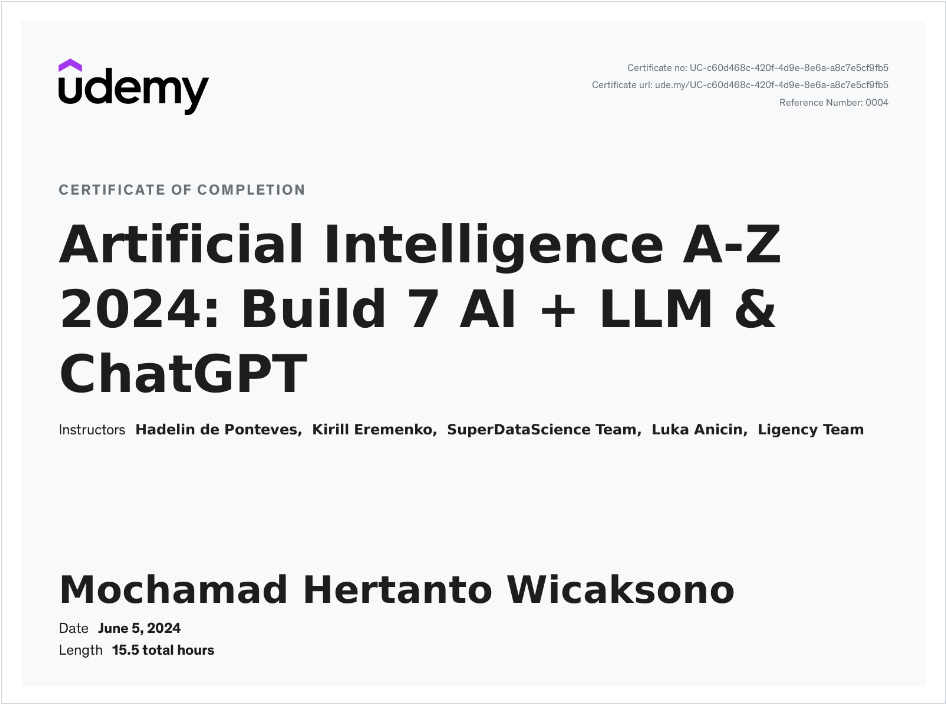 udemy
Certificate no: UC-c60d468c-420f-4d9e-8e6a-a8c7e5cf9fb5
Certificate url: ude.my/UC-c60d468c-420f-4d9e-8e6a-a8c7e5cf9fb5
Reference Number: 0004
CERTIFICATE OF COMPLETION
Artificial Intelligence A-Z
2024: Build 7 AI + LLM &
ChatGPT
Instructors Hadelin de Ponteves, Kirill Eremenko, SuperDataScience Team, Luka Anicin, Ligency Team
Mochamad Hertanto Wicaksono
Date June 5, 2024
Length 15.5 total hours